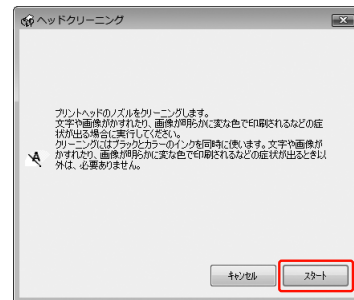 ヘッドクリーニング
プリントヘッドのノズルをクリーニングします。
文字や画像がかすれたり、画像が明らかに変な色で印刷されるなどの症
状が出る場合に実行してください。
クリーニングにはブラックとカラーのインクを同時に使います。文字や画像が
かすれたり、画像が明らかに変な色で印刷されるなどの症状が出るとき以
外は、必要ありません。
キャンセル
スタート